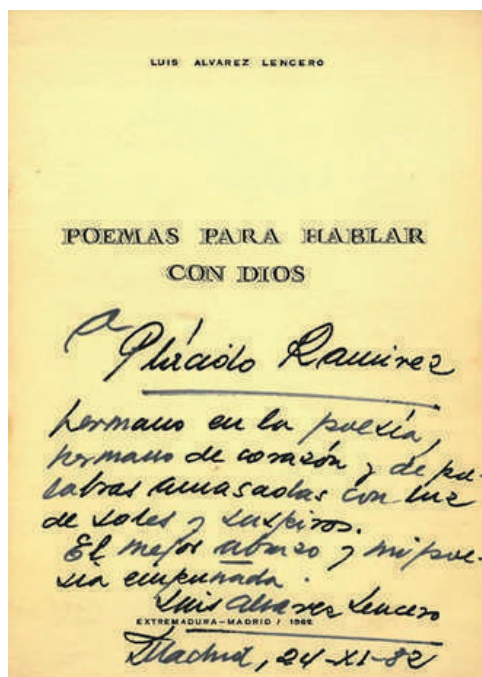 LUIS ALVAREZ LENCERO
POEMAS PARA HABLAR
CON DIOS
a
Plácido Ramirez
hermano en la poesía,
hermano de corazón y de pa-
labras amasadas con luz
de soles y suspiros.
El mejor abrazo y mi poe-
sía empuñada.
Luis Alvarez Lencero
EXTREMADURA-MADRID / 1982
Madrid, 24-XI-82